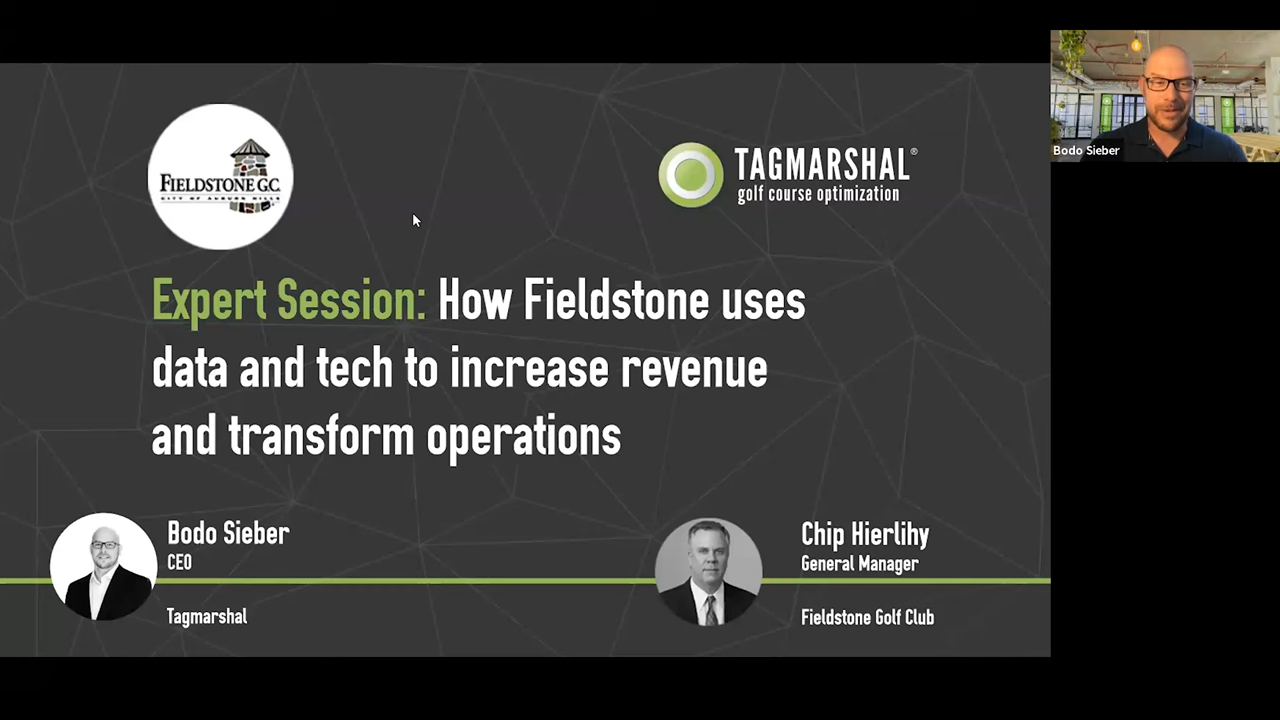 FIELDSTONE G.C.
CITY OF AUBURN HILLS
TAGMARSHAL®
golf course optimization
Bodo Sieber
Expert Session: How Fieldstone uses
data and tech to increase revenue
and transform operations
Bodo Sieber
CEO
Tagmarshal
Chip Hierlihy
General Manager
Fieldstone Golf Club